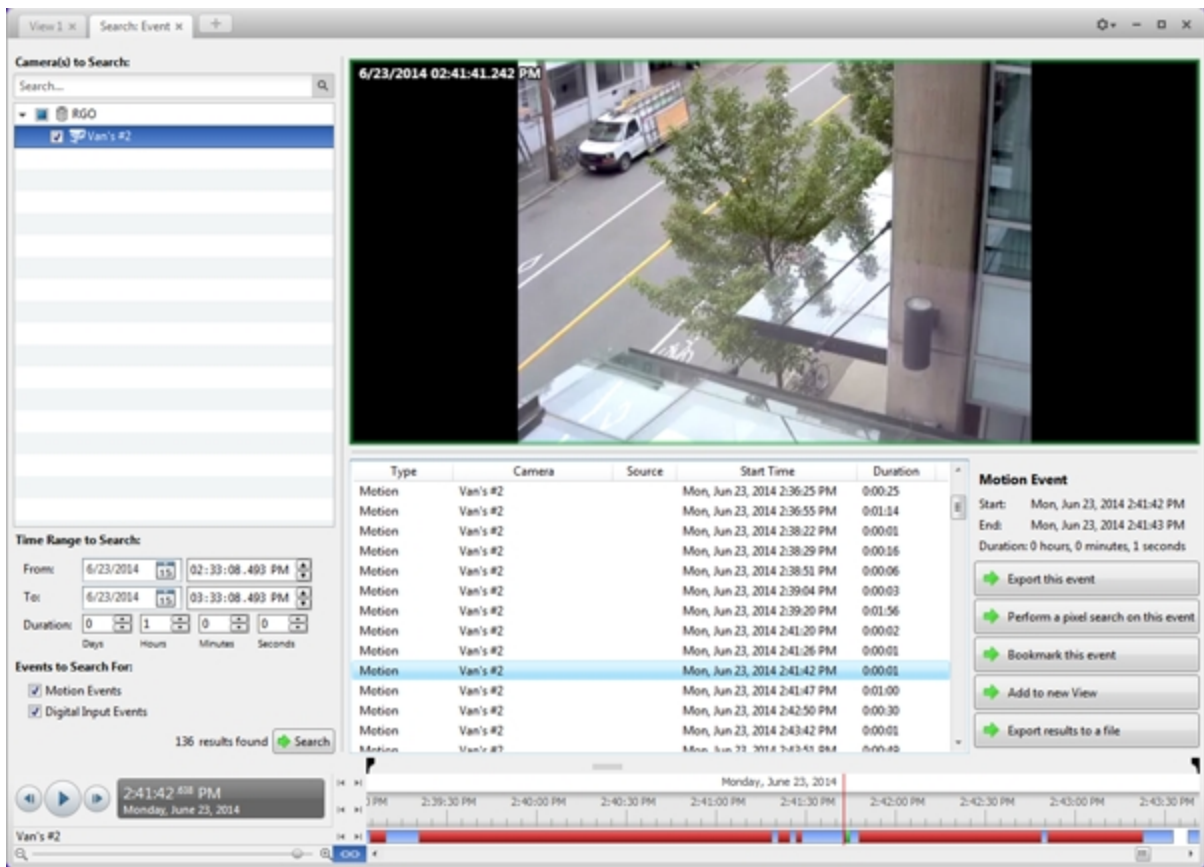 View 1 × Search: Event × +
Camera(s) to Search:
Search...
RGO
Van's #2
6/23/2014 02:41:41.242 PM
Type Camera Source Start Time Duration
Motion Van's #2 Mon, Jun 23, 2014 2:36:25 PM 0:00:25
Motion Van's #2 Mon, Jun 23, 2014 2:36:55 PM 0:01:14
Motion Van's #2 Mon, Jun 23, 2014 2:38:22 PM 0:00:01
Motion Van's #2 Mon, Jun 23, 2014 2:38:29 PM 0:00:16
Motion Van's #2 Mon, Jun 23, 2014 2:38:51 PM 0:00:06
Motion Van's #2 Mon, Jun 23, 2014 2:39:04 PM 0:00:03
Motion Van's #2 Mon, Jun 23, 2014 2:39:20 PM 0:01:56
Motion Van's #2 Mon, Jun 23, 2014 2:41:20 PM 0:00:02
Motion Van's #2 Mon, Jun 23, 2014 2:41:26 PM 0:00:01
Motion Van's #2 Mon, Jun 23, 2014 2:41:42 PM 0:00:01
Motion Van's #2 Mon, Jun 23, 2014 2:41:47 PM 0:01:00
Motion Van's #2 Mon, Jun 23, 2014 2:42:50 PM 0:00:30
Motion Van's #2 Mon, Jun 23, 2014 2:43:42 PM 0:00:01
Motion Van's #2 Mon, Jun 23, 2014 2:43:51 PM 0:00:49
Motion Event
Start: Mon, Jun 23, 2014 2:41:42 PM
End: Mon, Jun 23, 2014 2:41:43 PM
Duration: 0 hours, 0 minutes, 1 seconds
Export this event
Perform a pixel search on this event
Bookmark this event
Add to new View
Export results to a file
Time Range to Search:
From: 6/23/2014 15 02:33:08.493 PM
To: 6/23/2014 15 03:33:08.493 PM
Duration: 0 1 0 0
Days Hours Minutes Seconds
Events to Search For:
Motion Events
Digital Input Events
136 results found Search
2:41:42 PM
Monday, June 23, 2014
Monday, June 23, 2014
PM 2:39:30 PM 2:40:00 PM 2:40:30 PM 2:41:00 PM 2:41:30 PM 2:42:00 PM 2:42:30 PM 2:43:00 PM 2:43:30 PM
Van's #2